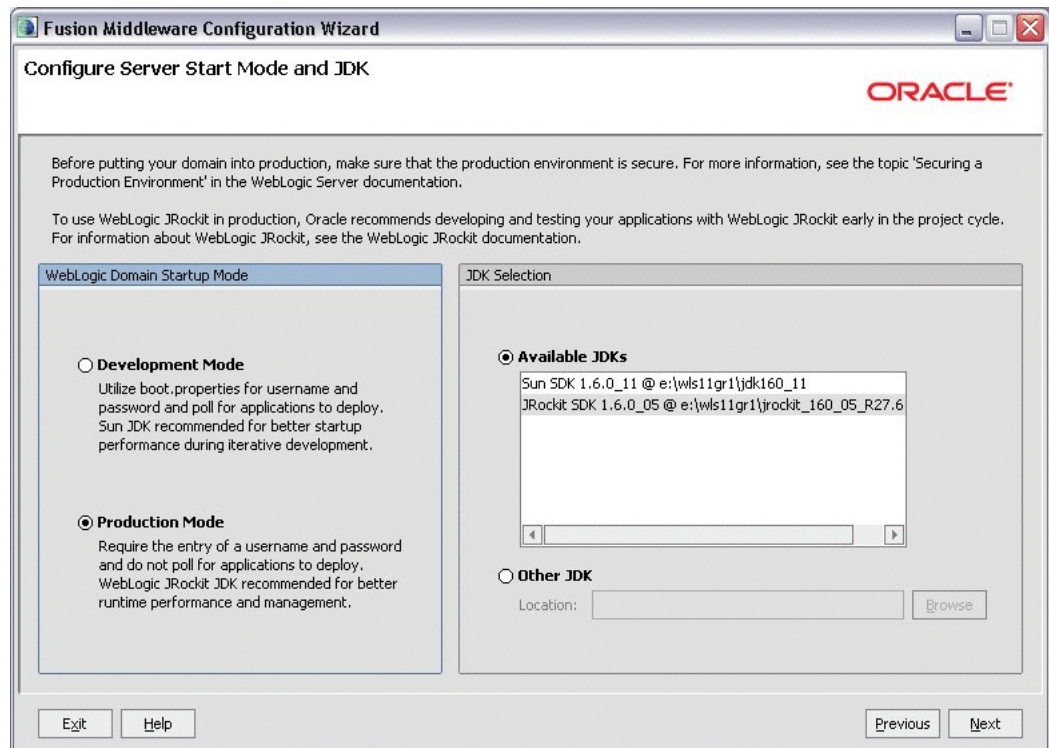 Fusion Middleware Configuration Wizard
Configure Server Start Mode and JDK
ORACLE
Before putting your domain into production, make sure that the production environment is secure. For more information, see the topic 'Securing a
Production Environment' in the WebLogic Server documentation.
To use WebLogic JRockit in production, Oracle recommends developing and testing your applications with WebLogic JRockit early in the project cycle.
For information about WebLogic JRockit, see the WebLogic JRockit documentation.
WebLogic Domain Startup Mode
Development Mode
Utilize boot.properties for username and
password and poll for applications to deploy.
Sun JDK recommended for better startup
performance during iterative development.
Production Mode
Require the entry of a username and password
and do not poll for applications to deploy.
WebLogic JRockit JDK recommended for better
runtime performance and management.
JDK Selection
Available JDKs
Sun SDK 1.6.0_11 @ e:\wls11gr1\jdk160_11
JRockit SDK 1.6.0_05 @ e:\wls11gr1\jrockit_160_05_R27.6
Other JDK
Location:
Browse
Exit
Help
Previous
Next